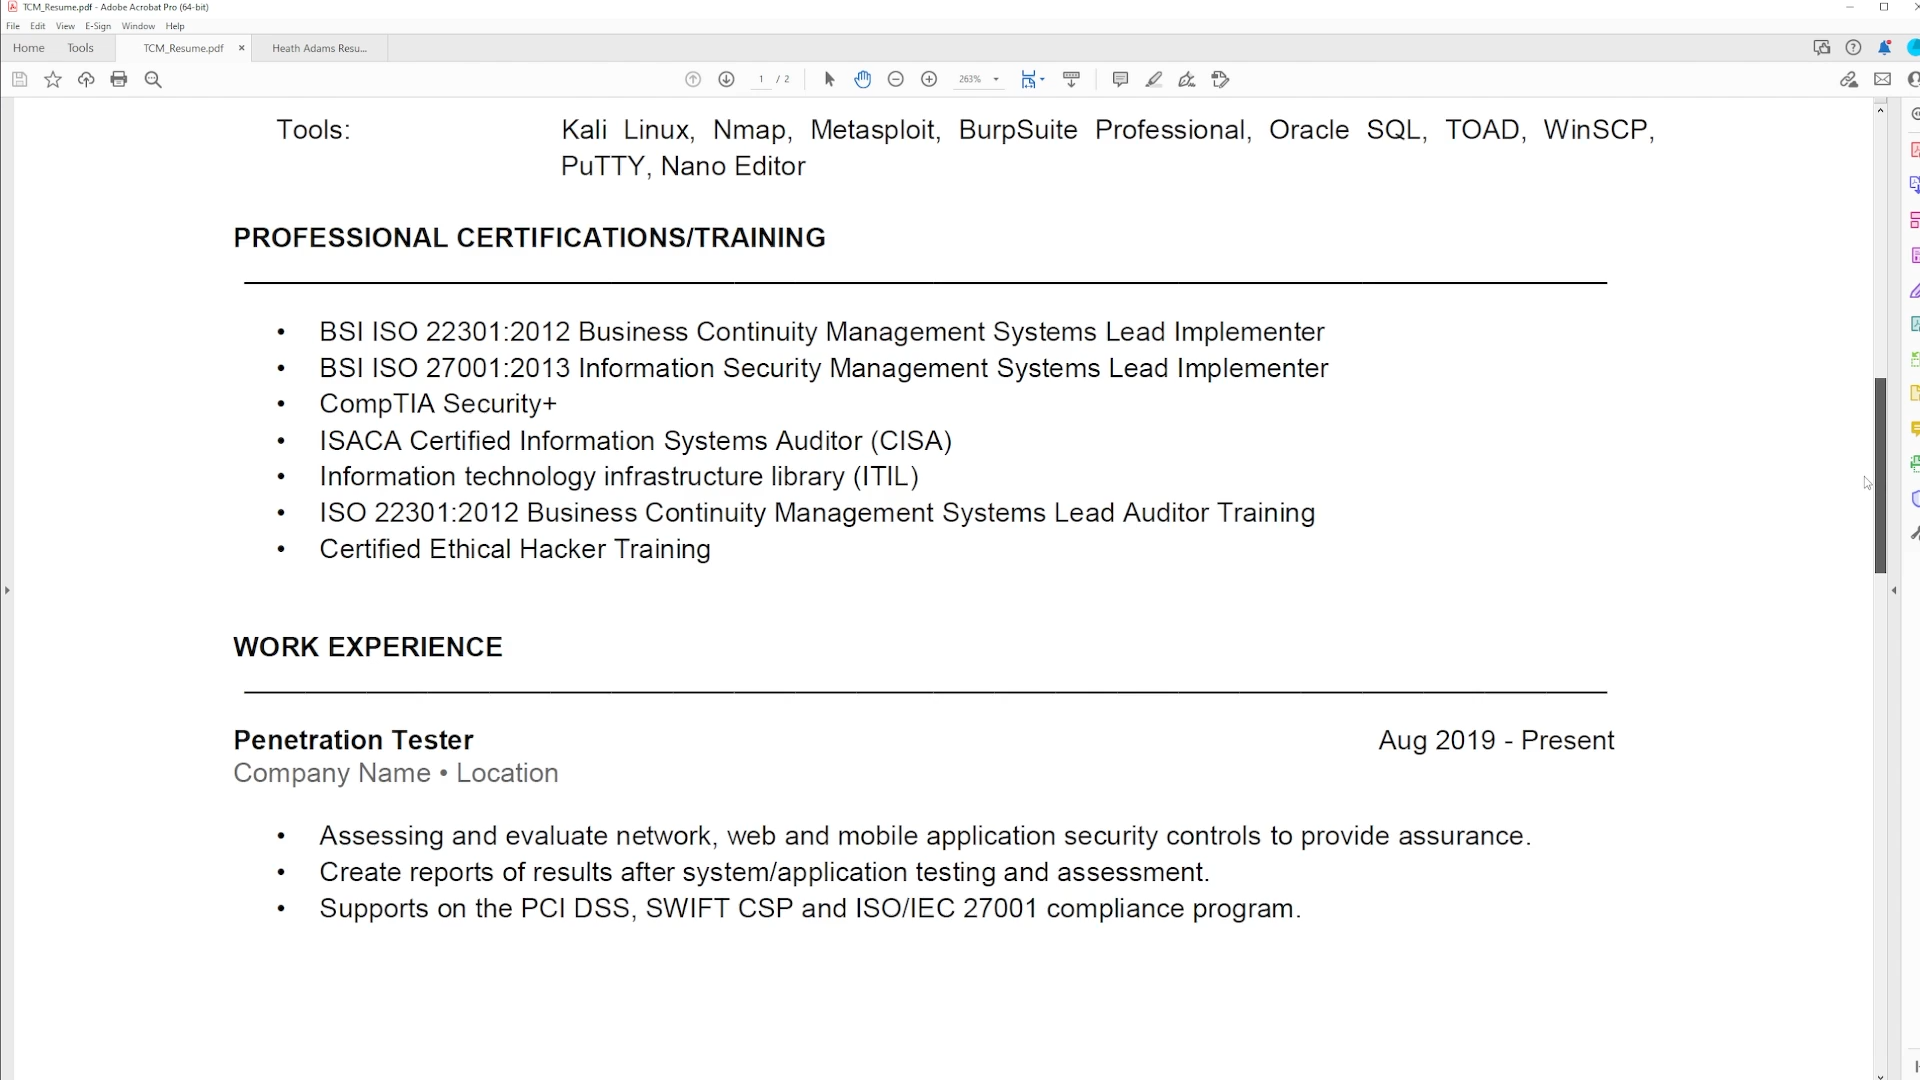 TCM_Resume.pdf - Adobe Acrobat Pro (64-bit)
File Edit View E-Sign Window Help
Home Tools TCM_Resume.pdf × Heath Adams Resu...
1 / 2 263%
Tools: Kali Linux, Nmap, Metasploit, BurpSuite Professional, Oracle SQL, TOAD, WinSCP,
PuTTY, Nano Editor
PROFESSIONAL CERTIFICATIONS/TRAINING
• BSI ISO 22301:2012 Business Continuity Management Systems Lead Implementer
• BSI ISO 27001:2013 Information Security Management Systems Lead Implementer
• CompTIA Security+
• ISACA Certified Information Systems Auditor (CISA)
• Information technology infrastructure library (ITIL)
• ISO 22301:2012 Business Continuity Management Systems Lead Auditor Training
• Certified Ethical Hacker Training
WORK EXPERIENCE
Penetration Tester Aug 2019 - Present
Company Name • Location
• Assessing and evaluate network, web and mobile application security controls to provide assurance.
• Create reports of results after system/application testing and assessment.
• Supports on the PCI DSS, SWIFT CSP and ISO/IEC 27001 compliance program.